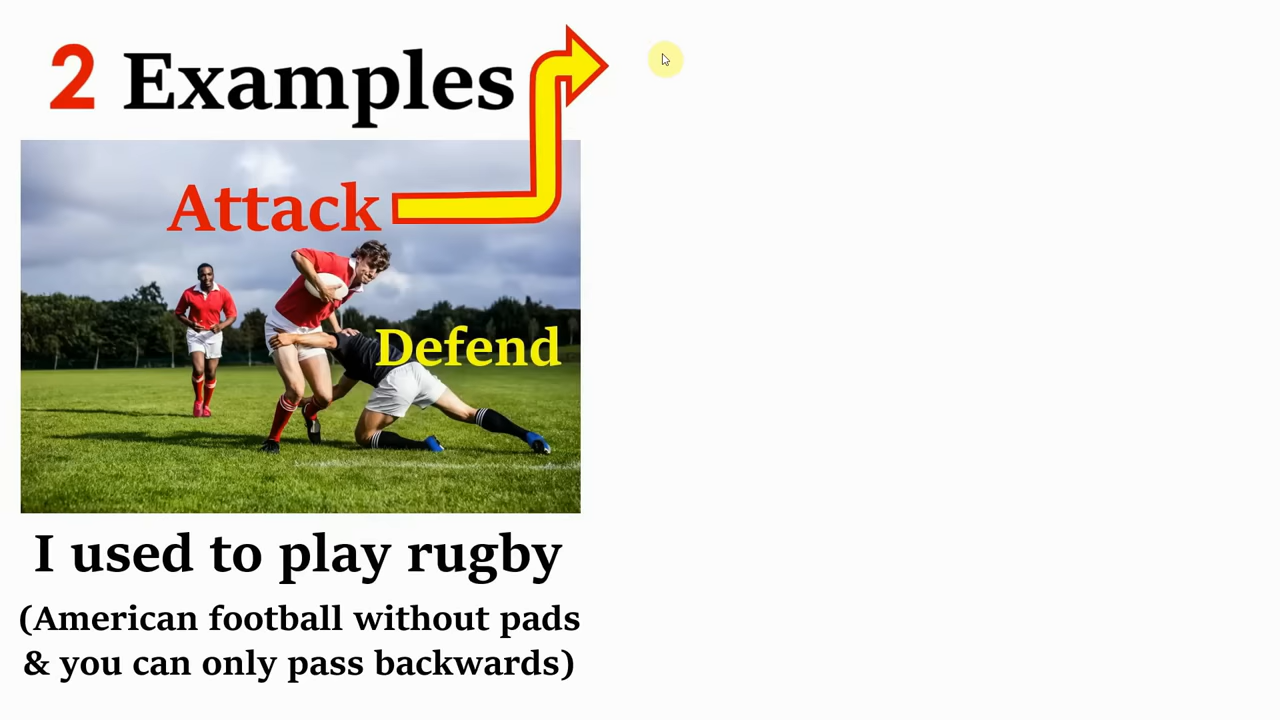 2 Examples
Attack
Defend
I used to play rugby
(American football without pads
& you can only pass backwards)